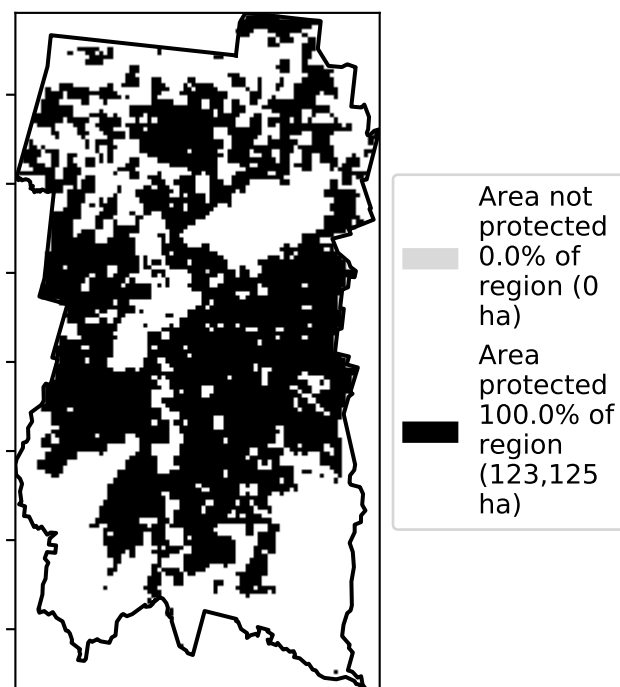 Area not
protected
0.0% of
region (0
ha)
Area
protected
100.0% of
region
(123,125
ha)